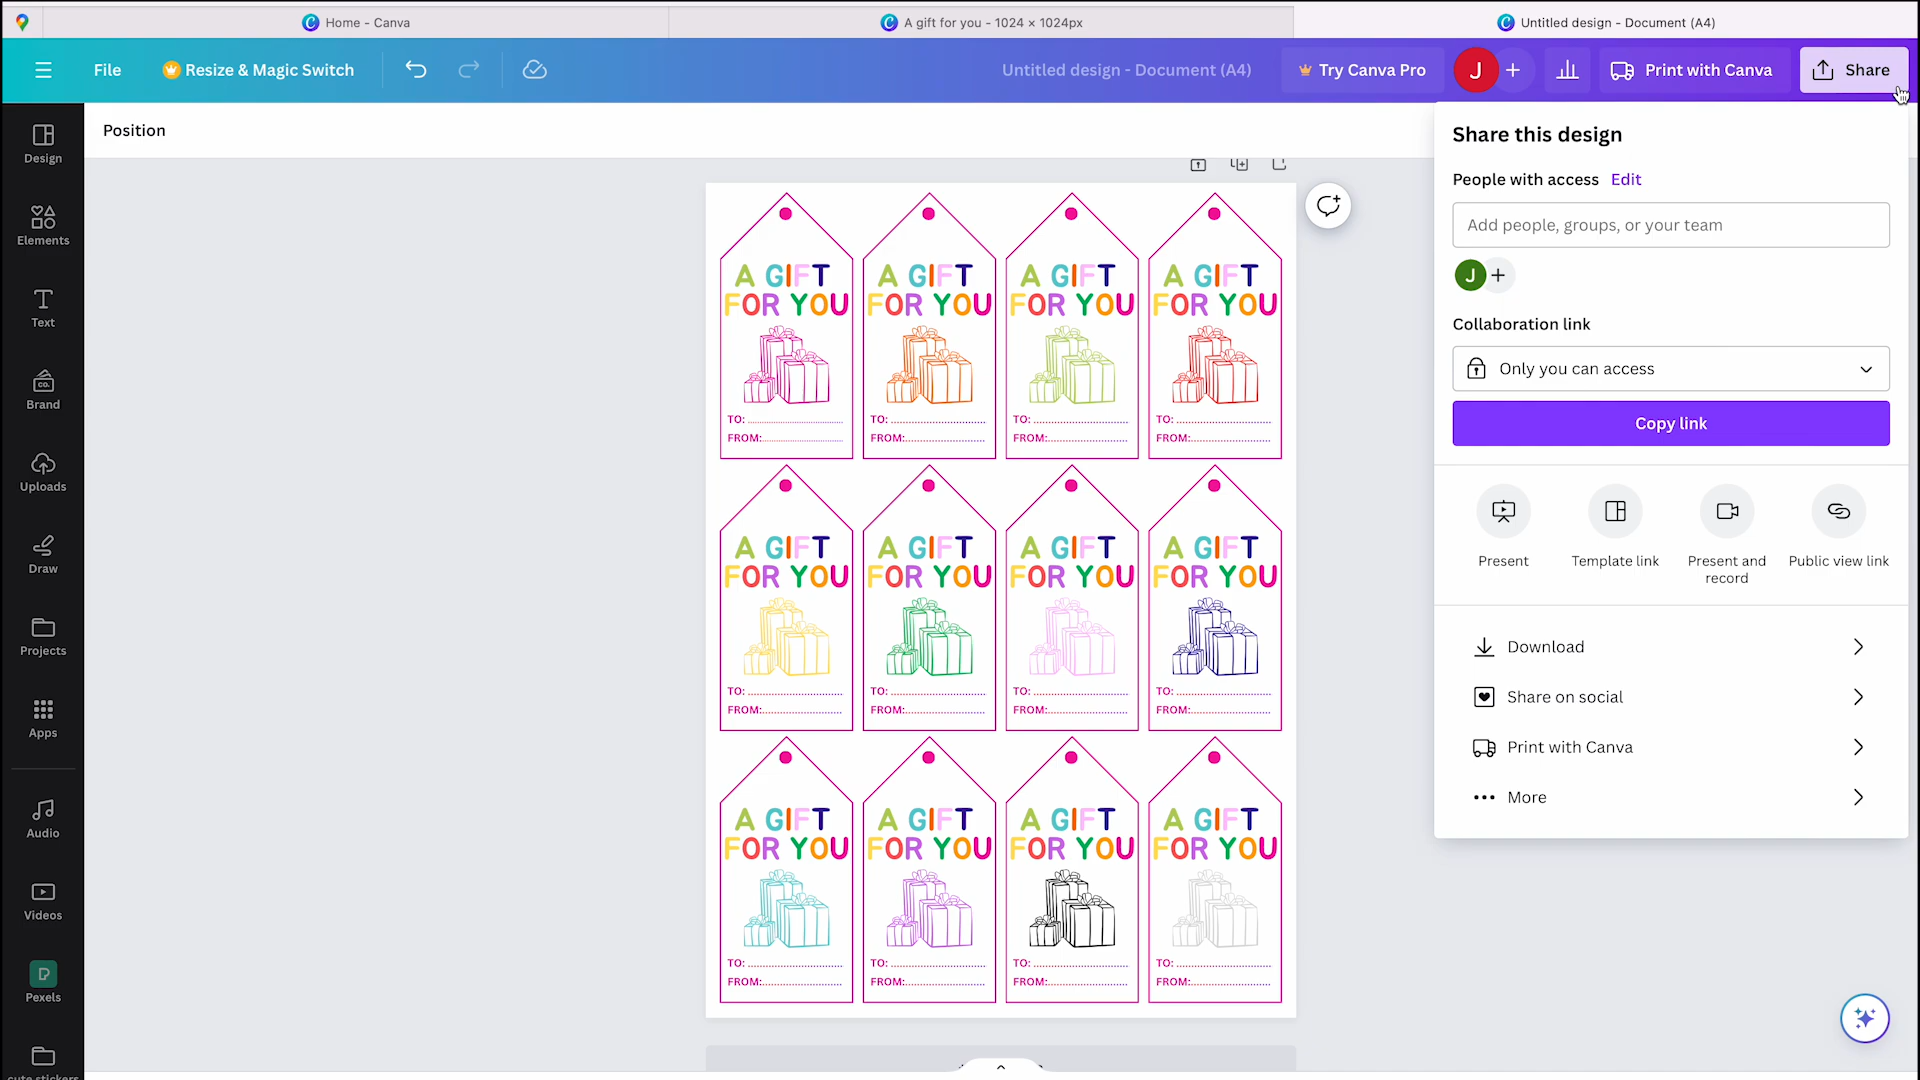 Home - Canva
A gift for you - 1024 × 1024px
Untitled design - Document (A4)
File
Resize & Magic Switch
Untitled design - Document (A4)
Try Canva Pro
J
Print with Canva
Share
Position
Design
Elements
Text
CO.
Brand
Uploads
Draw
Projects
Apps
Audio
Videos
Pexels
cute stickers
A GIFT
FOR YOU
TO:
FROM:
A GIFT
FOR YOU
TO:
FROM:
A GIFT
FOR YOU
TO:
FROM:
A GIFT
FOR YOU
TO:
FROM:
A GIFT
FOR YOU
TO:
FROM:
A GIFT
FOR YOU
TO:
FROM:
A GIFT
FOR YOU
TO:
FROM:
A GIFT
FOR YOU
TO:
FROM:
A GIFT
FOR YOU
TO:
FROM:
A GIFT
FOR YOU
TO:
FROM:
A GIFT
FOR YOU
TO:
FROM:
A GIFT
FOR YOU
TO:
FROM:
Share this design
People with access Edit
Add people, groups, or your team
J
Collaboration link
Only you can access
Copy link
Present
Template link
Present and
record
Public view link
Download
Share on social
Print with Canva
More